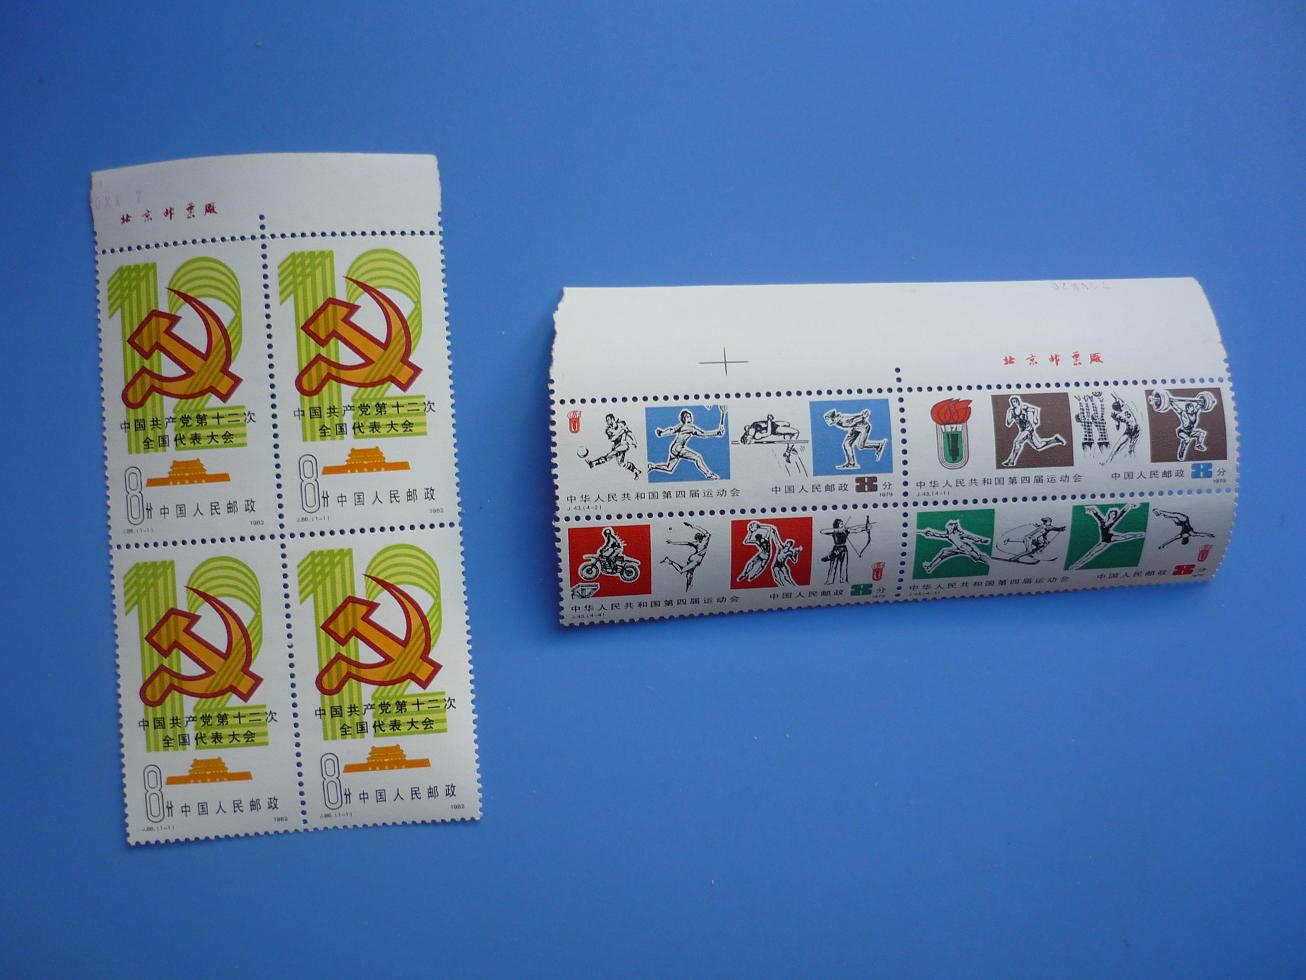 北京邮票厂
12
中国共产党第十二次
全国代表大会
8分 中国人民邮政
J.86.(1-1) 1982
12
中国共产党第十二次
全国代表大会
8分 中国人民邮政
J.86.(1-1) 1982
12
中国共产党第十二次
全国代表大会
8分 中国人民邮政
J.86.(1-1) 1982
12
中国共产党第十二次
全国代表大会
8分 中国人民邮政
J.86.(1-1) 1982
北京邮票厂
中华人民共和国第四届运动会 中国人民邮政 8分
J.43.(4-2) 1979
中华人民共和国第四届运动会 中国人民邮政 8分
J.43.(4-1) 1979
中华人民共和国第四届运动会 中国人民邮政 8分
J.43.(4-4) 1979
中华人民共和国第四届运动会 中国人民邮政 8分